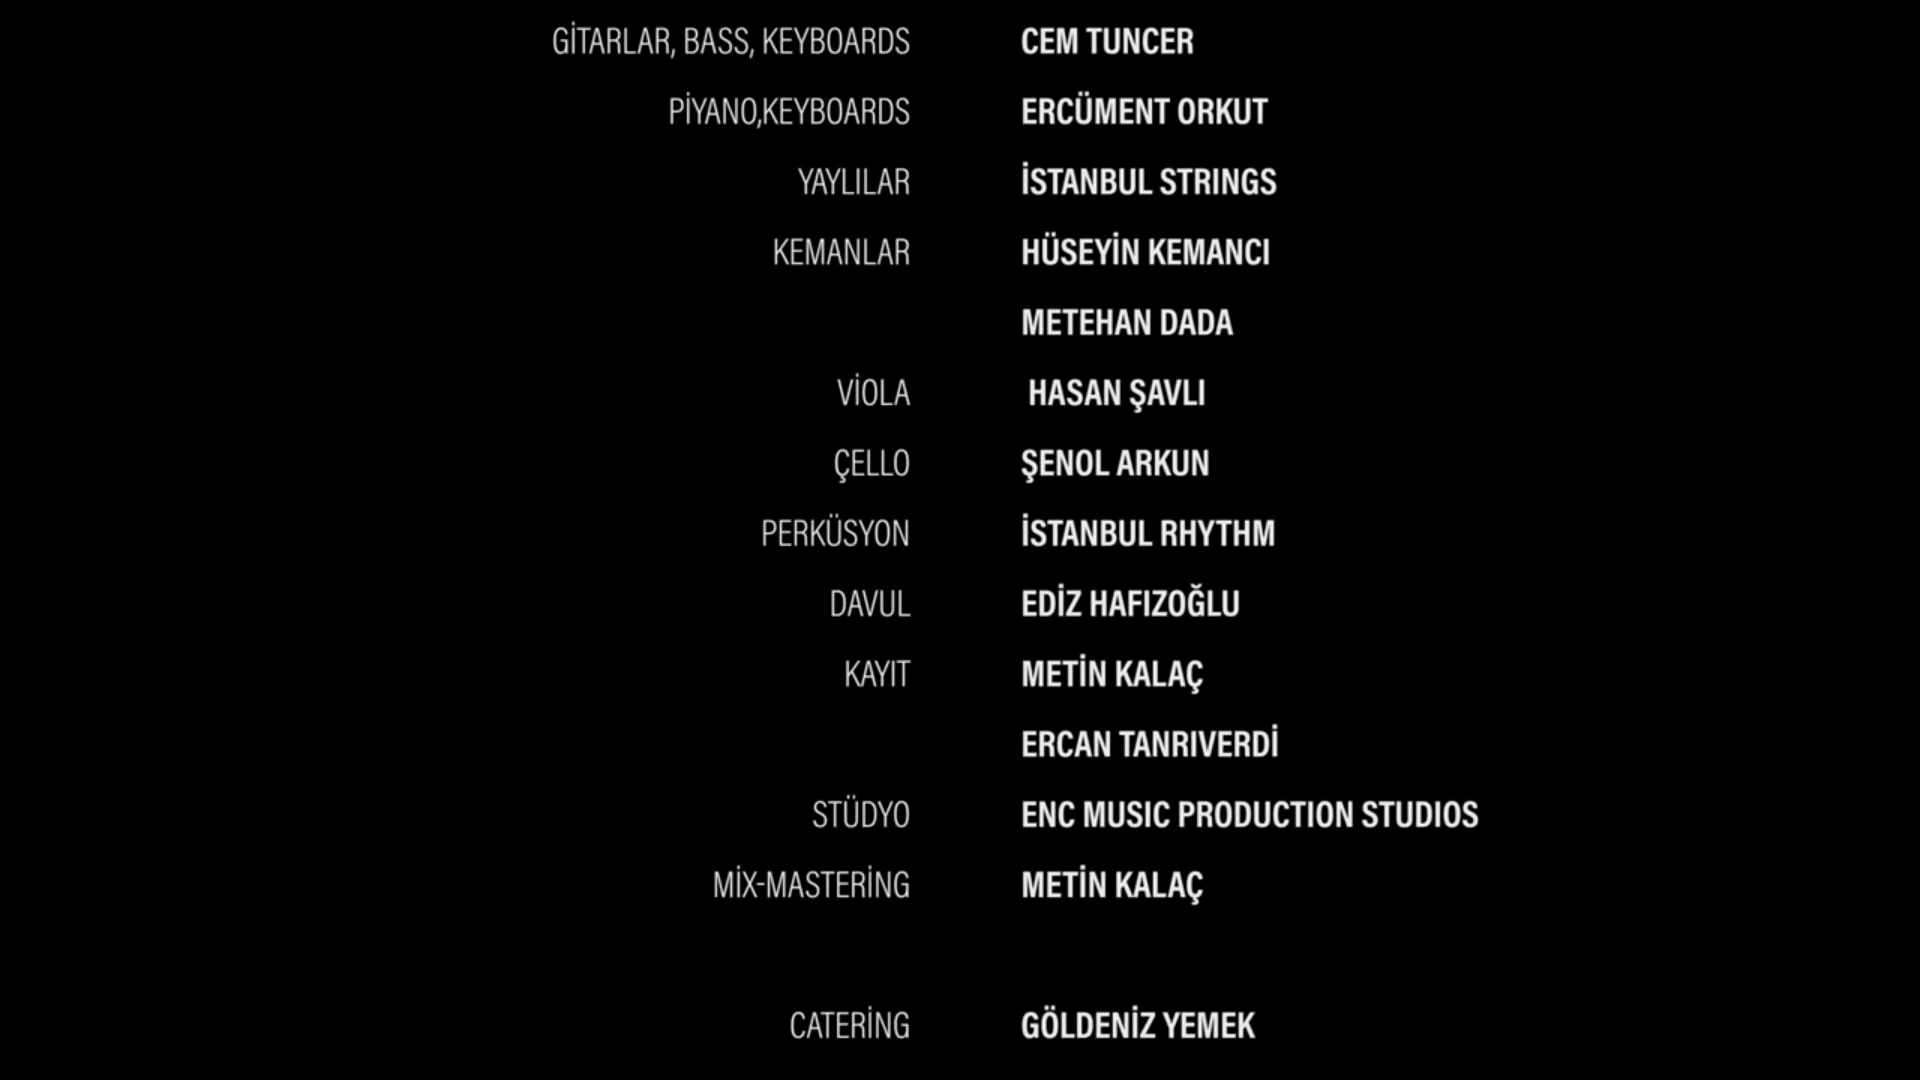 GİTARLAR, BASS, KEYBOARDS CEM TUNCER
PİYANO,KEYBOARDS ERCÜMENT ORKUT
YAYLILAR İSTANBUL STRINGS
KEMANLAR HÜSEYİN KEMANCI
METEHAN DADA
VİOLA HASAN ŞAVLI
ÇELLO ŞENOL ARKUN
PERKÜSYON İSTANBUL RHYTHM
DAVUL EDİZ HAFIZOĞLU
KAYIT METİN KALAÇ
ERCAN TANRIVERDİ
STÜDYO ENC MUSIC PRODUCTION STUDIOS
MİX-MASTERİNG METİN KALAÇ
CATERİNG GÖLDENİZ YEMEK